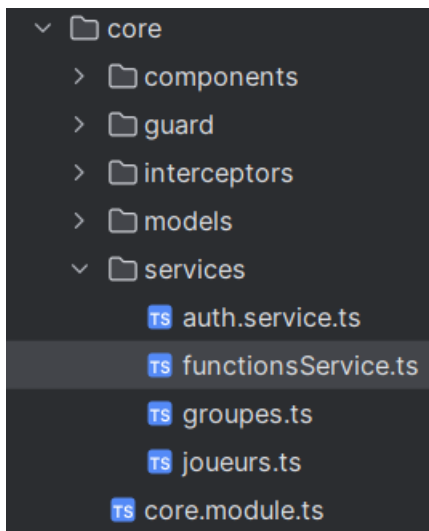 core
components
guard
interceptors
models
services
TS auth.service.ts
TS functionsService.ts
TS groupes.ts
TS joueurs.ts
TS core.module.ts